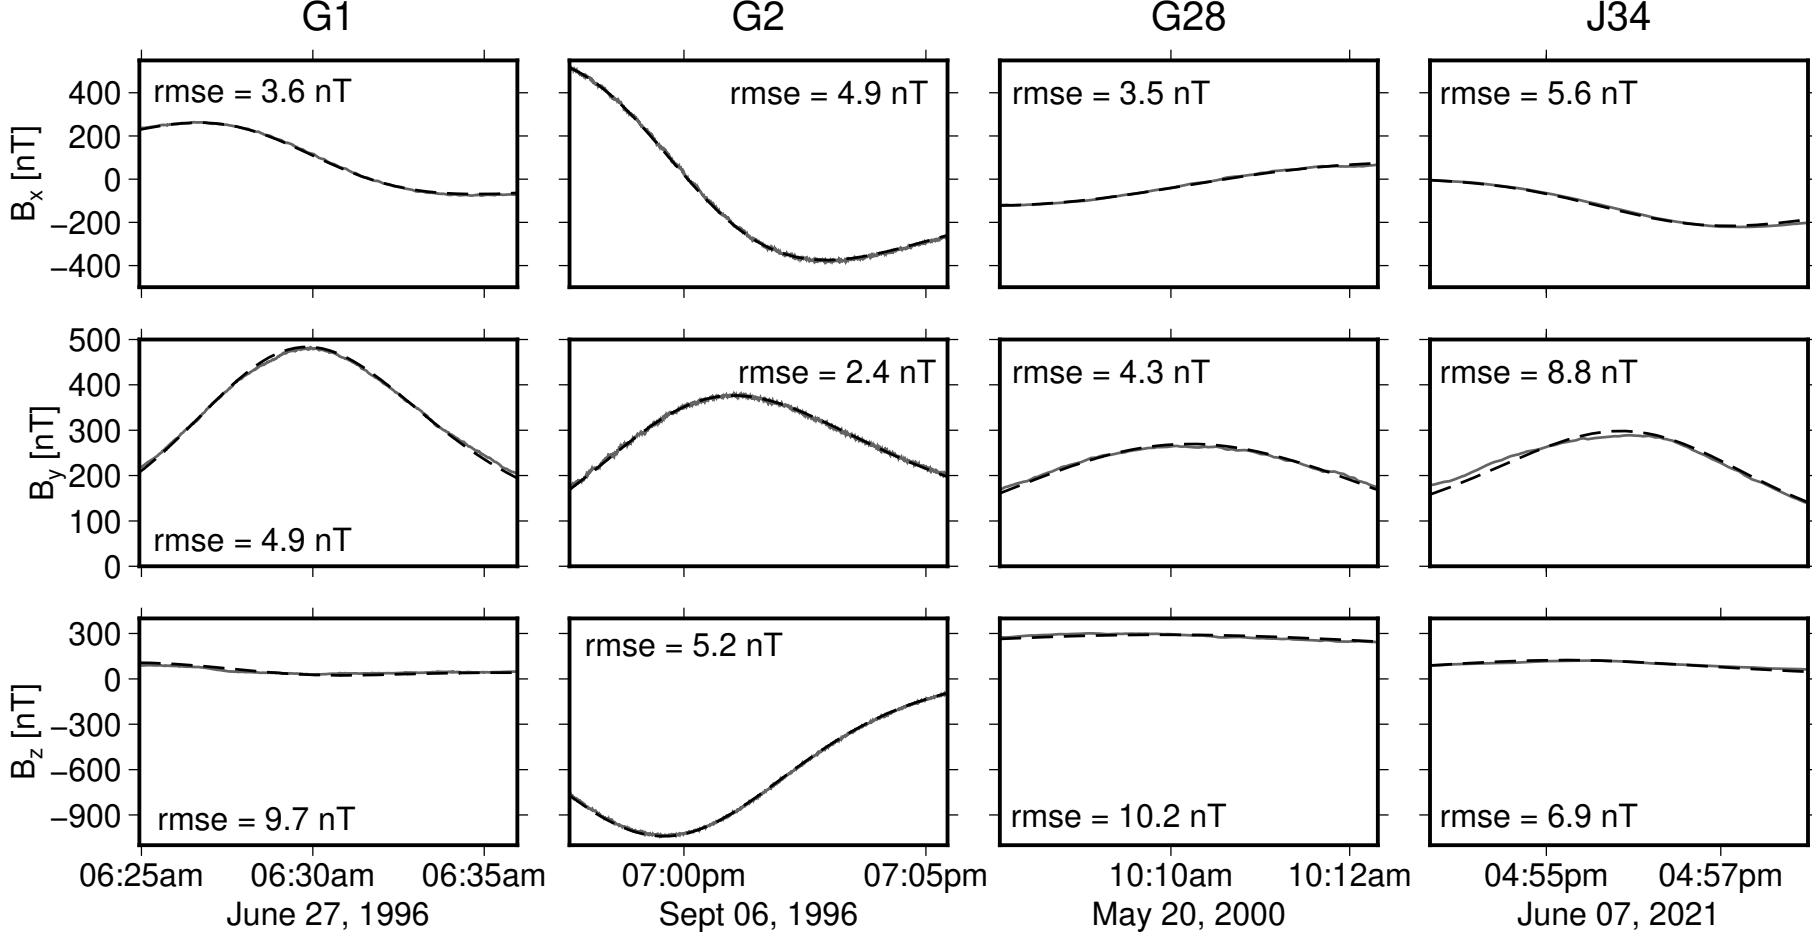 G1 G2 G28 J34
400
200
0
−200
−400
Bx [nT]
rmse = 3.6 nT
rmse = 4.9 nT
rmse = 3.5 nT
rmse = 5.6 nT
500
400
300
200
100
0
By [nT]
rmse = 4.9 nT
rmse = 2.4 nT
rmse = 4.3 nT
rmse = 8.8 nT
300
0
−300
−600
−900
Bz [nT]
rmse = 9.7 nT
rmse = 5.2 nT
rmse = 10.2 nT
rmse = 6.9 nT
06:25am 06:30am 06:35am 07:00pm 07:05pm 10:10am 10:12am 04:55pm 04:57pm
June 27, 1996 Sept 06, 1996 May 20, 2000 June 07, 2021